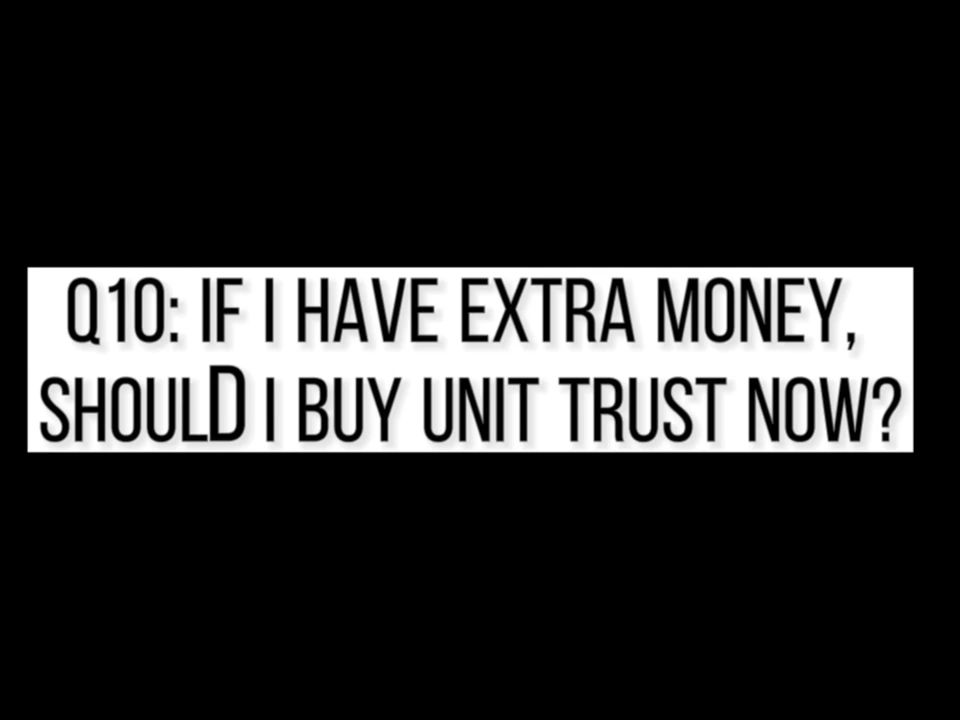 Q10: IF I HAVE EXTRA MONEY,
SHOULD I BUY UNIT TRUST NOW?